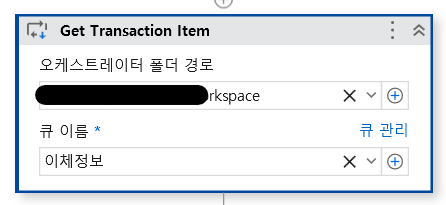 Get Transaction Item
오케스트레이터 폴더 경로
rkspace
큐 이름 * 큐 관리
이체정보